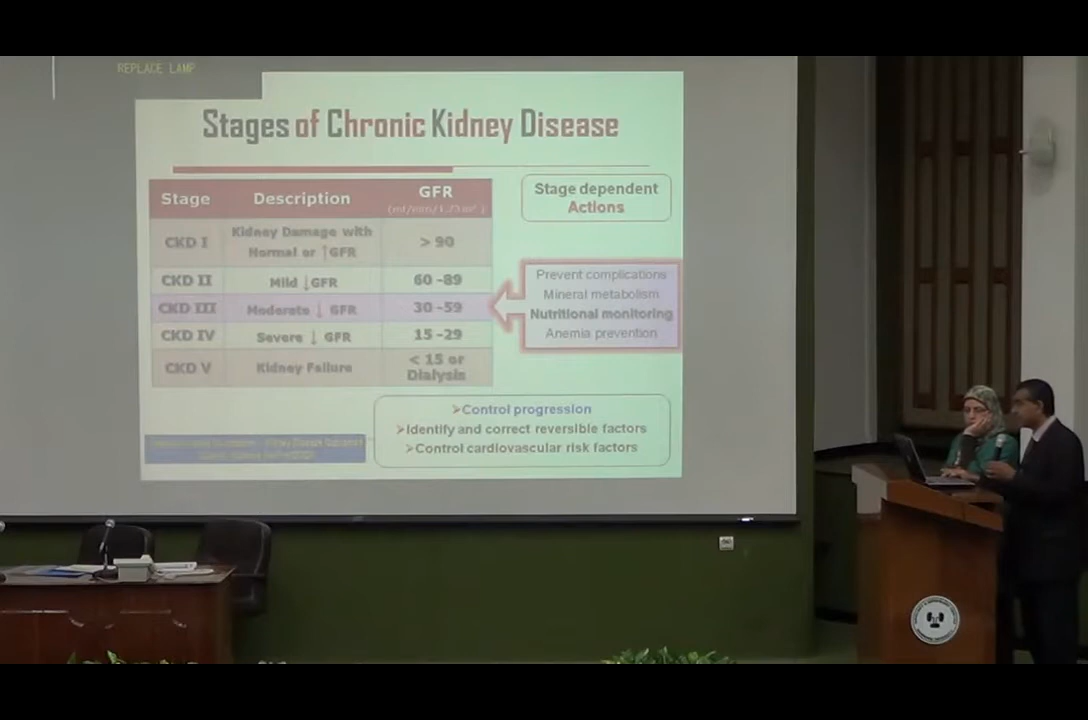 REPLACE LAMP
Stages of Chronic Kidney Disease
Stage Description GFR
CKD I Kidney Damage with Normal or ↑GFR > 90
CKD II Mild ↓GFR 60 -89
CKD III Moderate ↓ GFR 30 -59
CKD IV Severe ↓ GFR 15 -29
CKD V Kidney Failure < 15 or Dialysis
Stage dependent
Actions
Prevent complications
Mineral metabolism
Nutritional monitoring
Anemia prevention
➢Control progression
➢Identify and correct reversible factors
➢Control cardiovascular risk factors